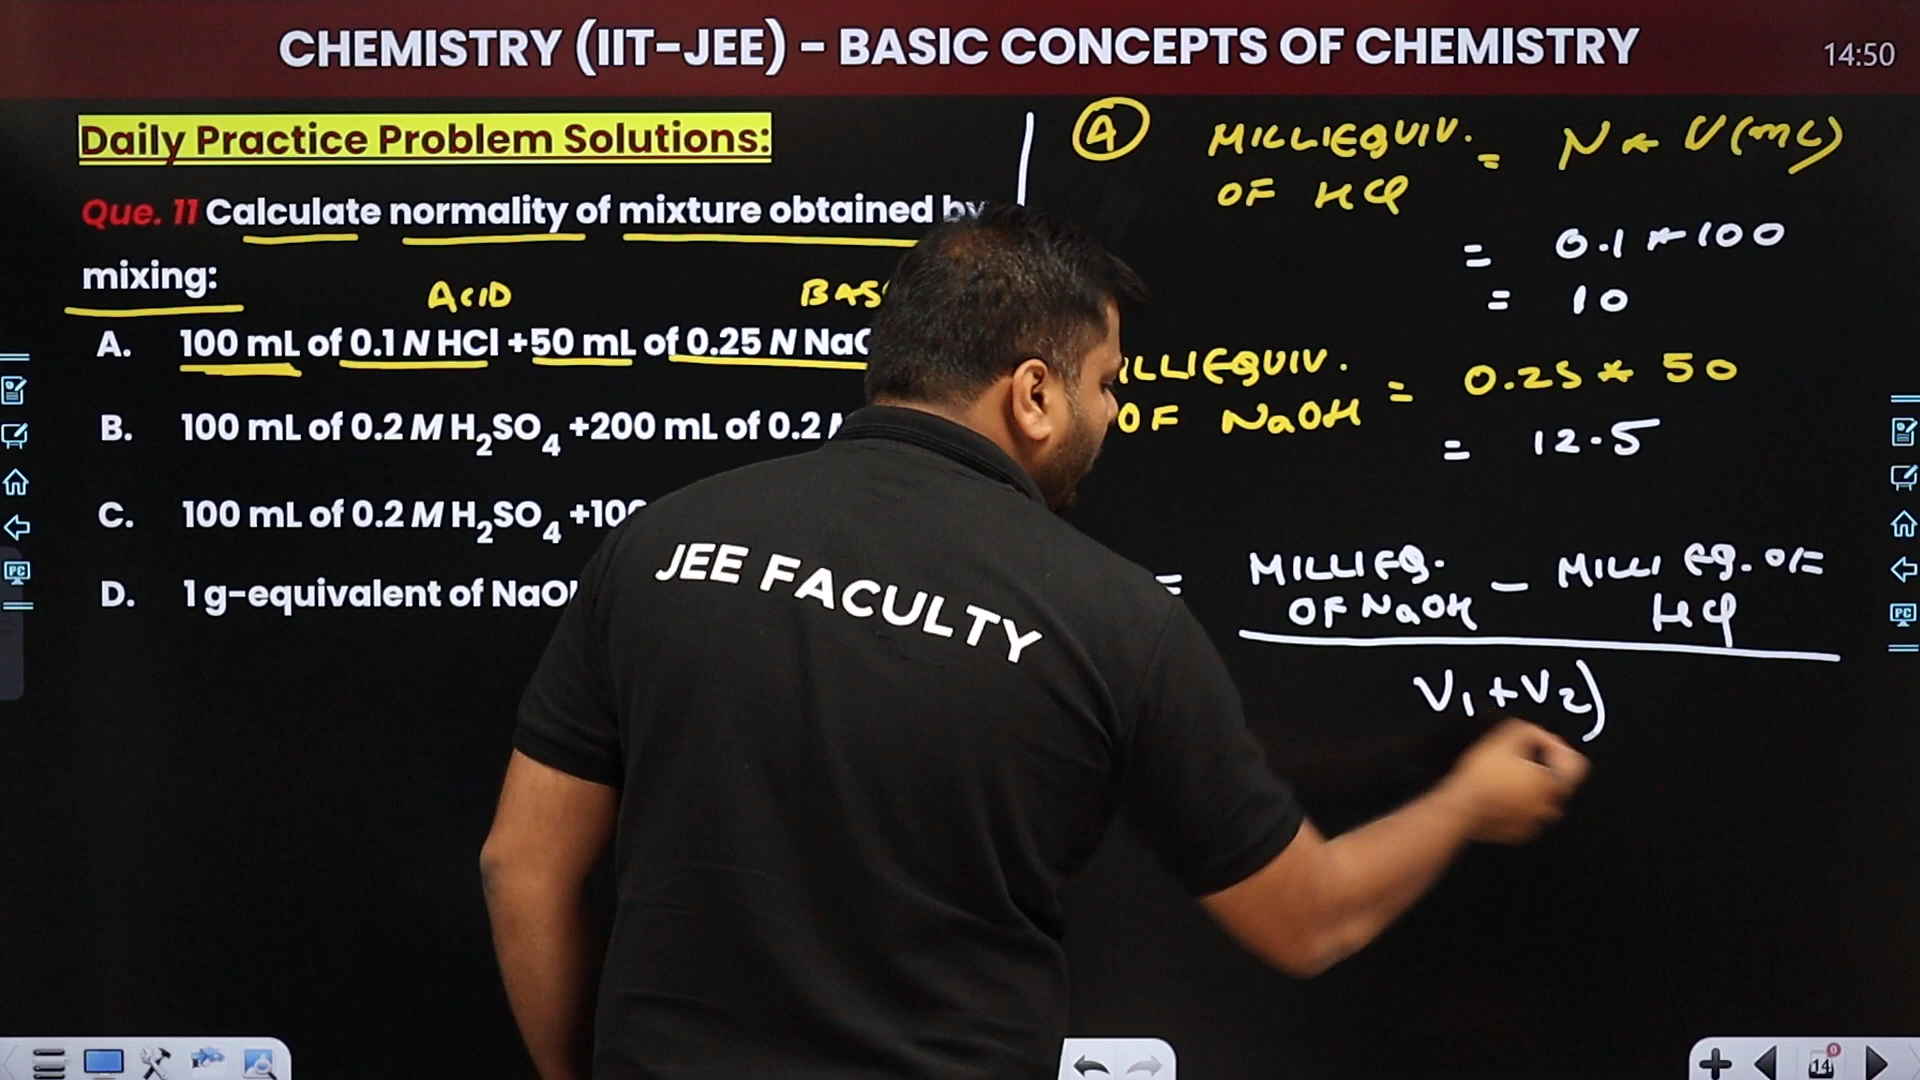 CHEMISTRY (IIT-JEE) - BASIC CONCEPTS OF CHEMISTRY
14:50
Daily Practice Problem Solutions:
Que. 11 Calculate normality of mixture obtained by
mixing:
ACID
A. 100 mL of 0.1 N HCl +50 mL of 0.25 N
B. 100 mL of 0.2 M H2SO4 +200 mL of 0.2
C. 100 mL of 0.2 M H2SO4
D. 1 g-equivalent of
JEE FACULTY
A MILLIEQUIV. = N * V(mL)
OF HCl
= 0.1 * 100
= 10
= 0.25 * 50
OF NaOH
= 12.5
= MILLIEQ. - MILLI EQ. OF
OF NaOH HCl
V1 + V2)
PC
PC
14
0